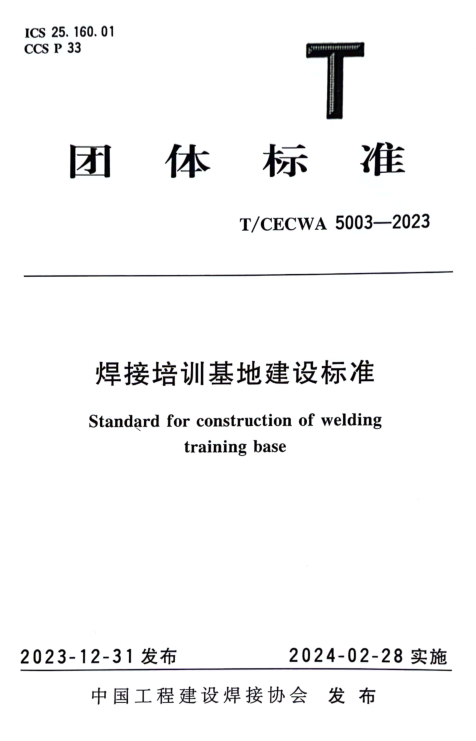 ICS 25.160.01
CCS P 33
T
团体标准
T/CECWA 5003—2023
焊接培训基地建设标准
Standard for construction of welding
training base
2023-12-31 发布 2024-02-28 实施
中国工程建设焊接协会 发布